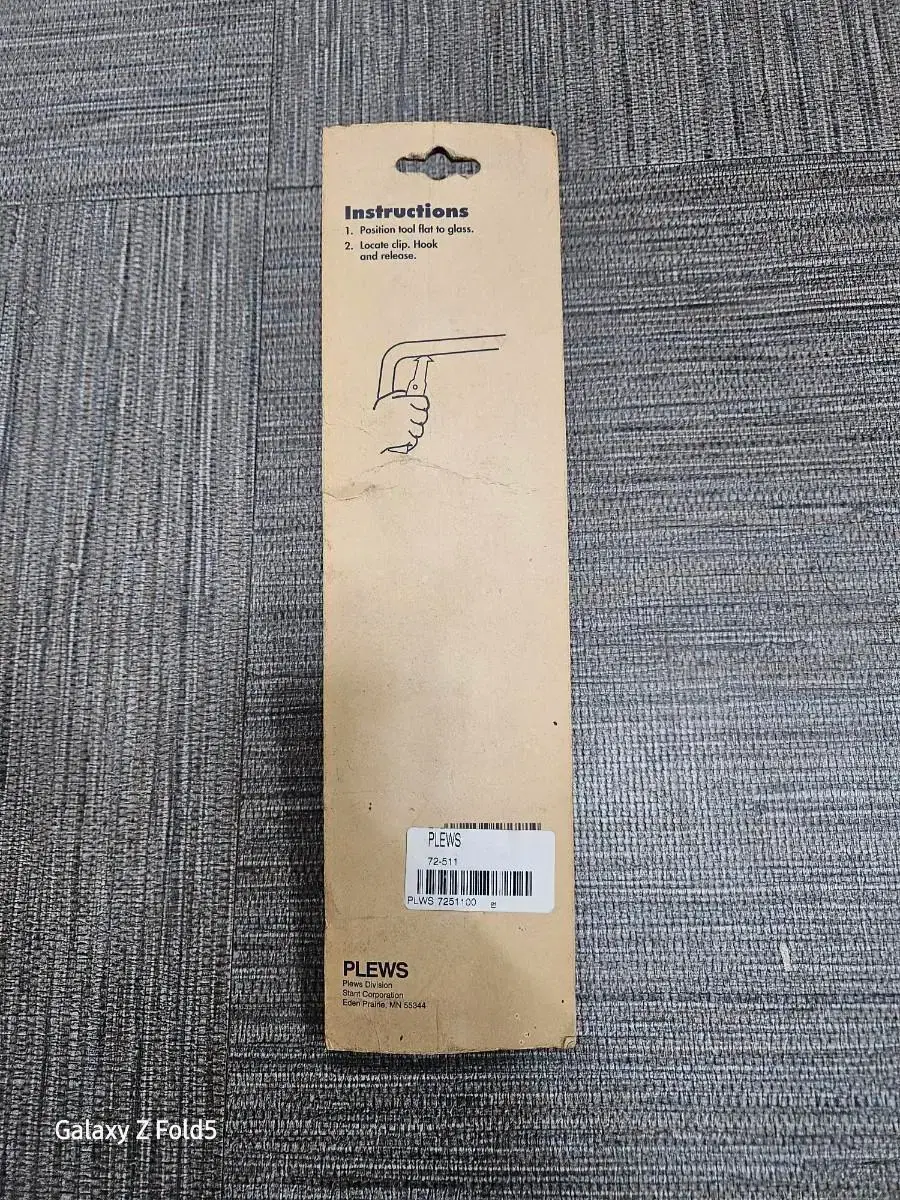 Instructions
1. Position tool flat to glass.
2. Locate clip. Hook
and release.
PLEWS
72-511
PLWS 7251100
PLEWS
Plews Division
Stant Corporation
Eden Prairie, MN 55344
Galaxy Z Fold5